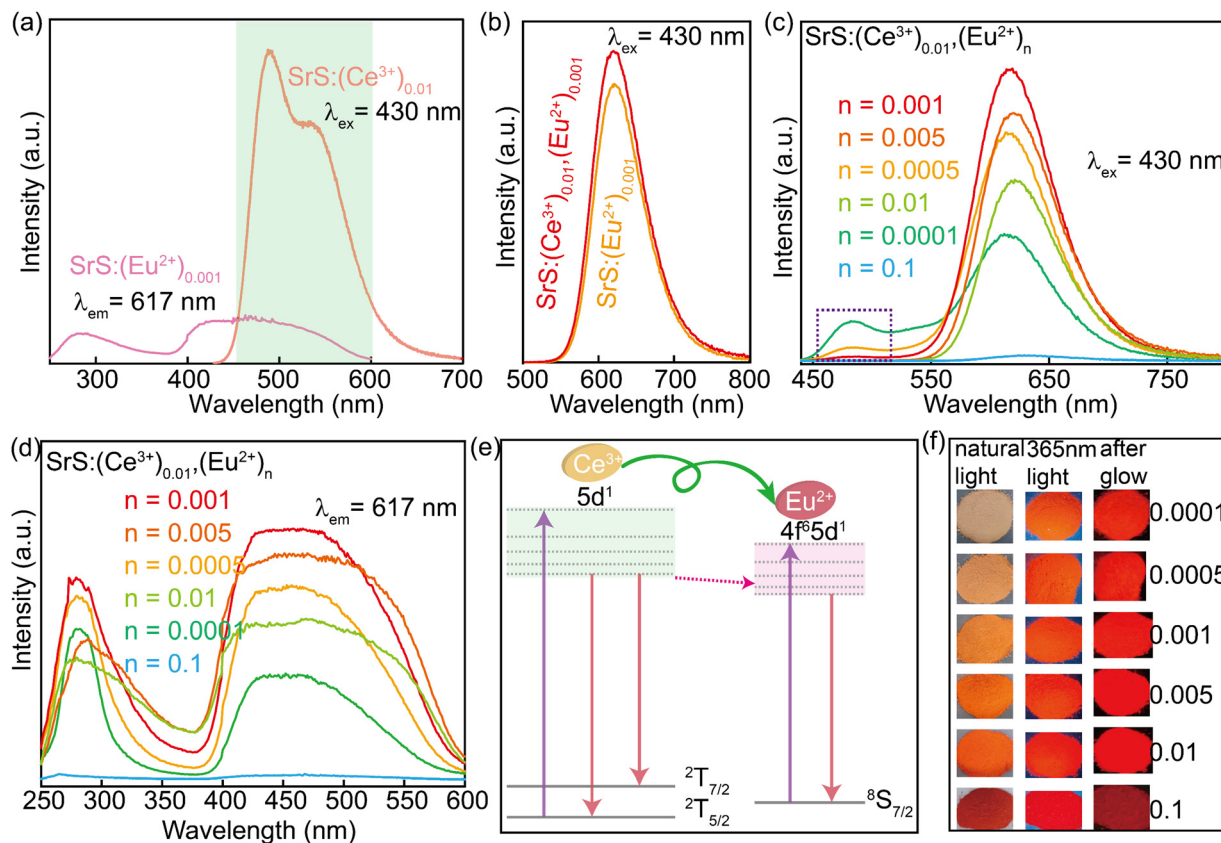 (a)
SrS:(Ce³⁺)₀.₀₁
λex= 430 nm
SrS:(Eu²⁺)₀.₀₀₁
λem= 617 nm
Intensity (a.u.)
300 400 500 600 700
Wavelength (nm)
(b)
λex= 430 nm
SrS:(Ce³⁺)₀.₀₁,(Eu²⁺)₀.₀₀₁
SrS:(Eu²⁺)₀.₀₀₁
Intensity (a.u.)
500 600 700 800
Wavelength (nm)
(c)
SrS:(Ce³⁺)₀.₀₁,(Eu²⁺)ₙ
n = 0.001
n = 0.005
n = 0.0005
n = 0.01
n = 0.0001
n = 0.1
λex= 430 nm
Intensity (a.u.)
440 550 650 750
Wavelength (nm)
(d)
SrS:(Ce³⁺)₀.₀₁,(Eu²⁺)ₙ
n = 0.001
n = 0.005
n = 0.0005
n = 0.01
n = 0.0001
n = 0.1
λem= 617 nm
Intensity (a.u.)
250 300 350 400 450 500 550 600
Wavelength (nm)
(e)
Ce³⁺
5d¹
Eu²⁺
4f⁶5d¹
²T₇/₂
²T₅/₂
⁸S₇/₂
(f)
natural 365nm after
light light glow
0.0001
0.0005
0.001
0.005
0.01
0.1